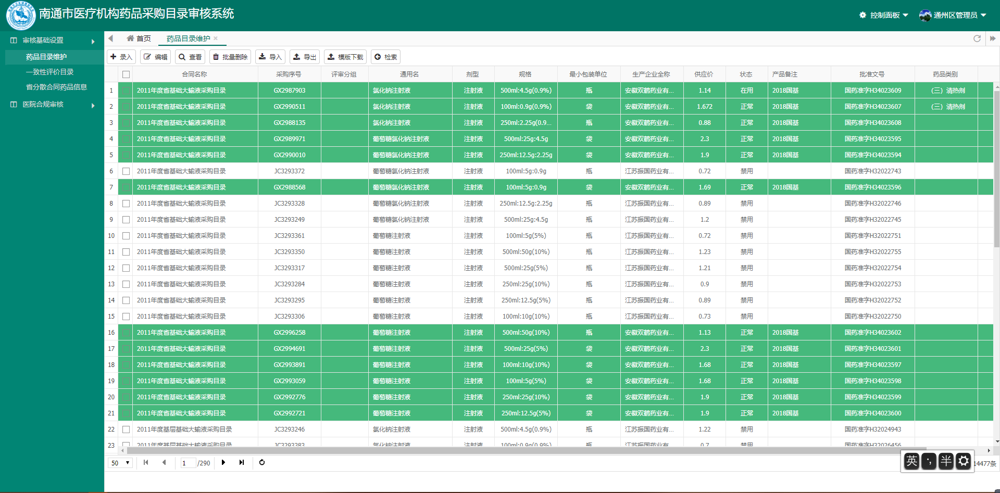 南通市医疗机构药品采购目录审核系统 控制面板 通州区管理员
审核基础设置
药品目录维护
一致性评价目录
省分散合同药品信息
医院合规审核
首页 药品目录维护
录入 编辑 查看 批量删除 导入 导出 模版下载 检索
合同名称 采购序号 评审分组 通用名 剂型 规格 最小包装单位 生产企业全称 供应价 状态 产品备注 批准文号 药品类别
1 2011年度省基础大输液采购目录 GX2987903 氯化钠注射液 注射液 500ml:4.5g(0.9%) 瓶 安徽双鹤药业有... 1.14 在用 2018国基 国药准字H34023609 （三）清热剂
2 2011年度省基础大输液采购目录 GX2990511 氯化钠注射液 注射液 100ml:0.9g(0.9%) 袋 安徽双鹤药业有... 1.672 正常 2018国基 国药准字H34023607 （三）清热剂
3 2011年度省基础大输液采购目录 GX2988135 氯化钠注射液 注射液 250ml:2.25g(0.9... 瓶 安徽双鹤药业有... 0.88 正常 2018国基 国药准字H34023608
4 2011年度省基础大输液采购目录 GX2989971 葡萄糖氯化钠注射液 注射液 500ml:25g:4.5g 袋 安徽双鹤药业有... 2.3 正常 2018国基 国药准字H34023595
5 2011年度省基础大输液采购目录 GX2990010 葡萄糖氯化钠注射液 注射液 250ml:12.5g:2.25g 袋 安徽双鹤药业有... 1.9 正常 2018国基 国药准字H34023594
6 2011年度省基础大输液采购目录 JC3293372 葡萄糖氯化钠注射液 注射液 100ml:5g:0.9g 瓶 江苏振国药业有... 0.72 禁用 国药准字H32022743
7 2011年度省基础大输液采购目录 GX2988568 葡萄糖氯化钠注射液 注射液 100ml:5g:0.9g 袋 安徽双鹤药业有... 1.69 正常 2018国基 国药准字H34023596
8 2011年度省基础大输液采购目录 JC3293328 葡萄糖氯化钠注射液 注射液 250ml:12.5g:2.25g 瓶 江苏振国药业有... 0.89 禁用 国药准字H32022746
9 2011年度省基础大输液采购目录 JC3293249 葡萄糖氯化钠注射液 注射液 500ml:25g:4.5g 瓶 江苏振国药业有... 1.2 禁用 国药准字H32022745
10 2011年度省基础大输液采购目录 JC3293361 葡萄糖注射液 注射液 100ml:5g(5%) 瓶 江苏振国药业有... 0.72 禁用 国药准字H32022751
11 2011年度省基础大输液采购目录 JC3293350 葡萄糖注射液 注射液 500ml:50g(10%) 瓶 江苏振国药业有... 1.23 禁用 国药准字H32022755
12 2011年度省基础大输液采购目录 JC3293317 葡萄糖注射液 注射液 500ml:25g(5%) 瓶 江苏振国药业有... 1.21 禁用 国药准字H32022754
13 2011年度省基础大输液采购目录 JC3293284 葡萄糖注射液 注射液 250ml:25g(10%) 瓶 江苏振国药业有... 0.9 禁用 国药准字H32022753
14 2011年度省基础大输液采购目录 JC3293295 葡萄糖注射液 注射液 250ml:12.5g(5%) 瓶 江苏振国药业有... 0.89 禁用 国药准字H32022752
15 2011年度省基础大输液采购目录 JC3293306 葡萄糖注射液 注射液 100ml:10g(10%) 瓶 江苏振国药业有... 0.73 禁用 国药准字H32022750
16 2011年度省基础大输液采购目录 GX2996258 葡萄糖注射液 注射液 500ml:50g(10%) 瓶 安徽双鹤药业有... 1.13 正常 2018国基 国药准字H34023602
17 2011年度省基础大输液采购目录 GX2994691 葡萄糖注射液 注射液 500ml:25g(5%) 袋 安徽双鹤药业有... 2.3 正常 2018国基 国药准字H34023601
18 2011年度省基础大输液采购目录 GX2993891 葡萄糖注射液 注射液 100ml:10g(10%) 袋 安徽双鹤药业有... 1.68 正常 2018国基 国药准字H34023597
19 2011年度省基础大输液采购目录 GX2993059 葡萄糖注射液 注射液 100ml:5g(5%) 袋 安徽双鹤药业有... 1.68 正常 2018国基 国药准字H34023598
20 2011年度省基础大输液采购目录 GX2992776 葡萄糖注射液 注射液 250ml:25g(10%) 袋 安徽双鹤药业有... 1.9 正常 2018国基 国药准字H34023599
21 2011年度省基础大输液采购目录 GX2992721 葡萄糖注射液 注射液 250ml:12.5g(5%) 袋 安徽双鹤药业有... 1.9 正常 2018国基 国药准字H34023600
22 2011年度基层基础大输液采购目录 JC3293246 氯化钠注射液 注射液 500ml:4.5g(0.9%) 瓶 江苏振国药业有... 1.22 禁用 国药准字H32024943
23 2011年度基层基础大输液采购目录 JC3293383 氯化钠注射液 注射液 100ml:0.9g(0.9%) 瓶 江苏振国药业有... 0.7 禁用 国药准字H32026456
50 1 /290 英 ·, 半 14477条